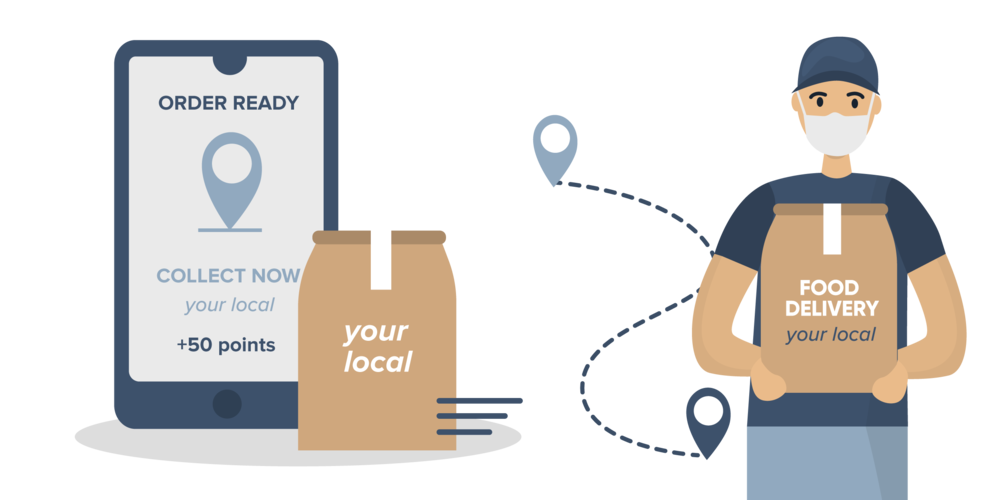 ORDER READY
COLLECT NOW
your local
+50 points
your
local
FOOD
DELIVERY
your local